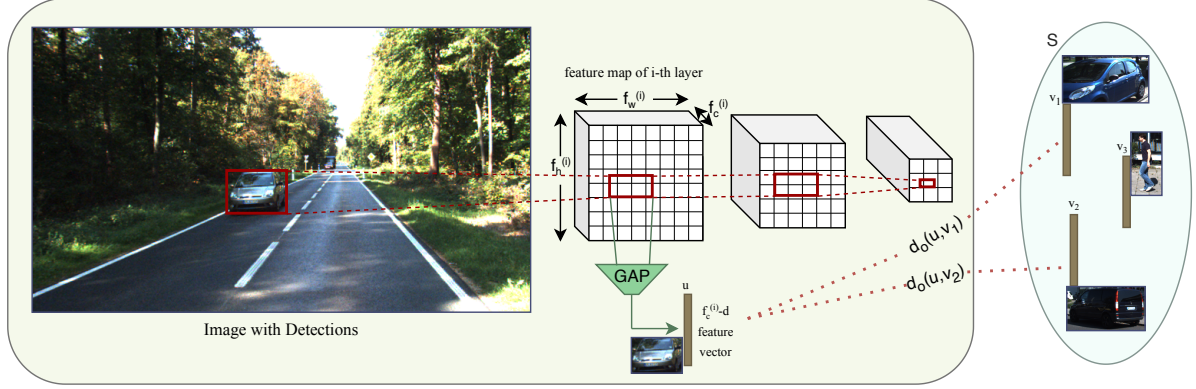 feature map of i-th layer
f_w^(i)
f_c^(i)
f_h^(i)
GAP
u
f_c^(i)-d
feature
vector
Image with Detections
d_o(u,v_1)
d_o(u,v_2)
S
v_1
v_3
v_2